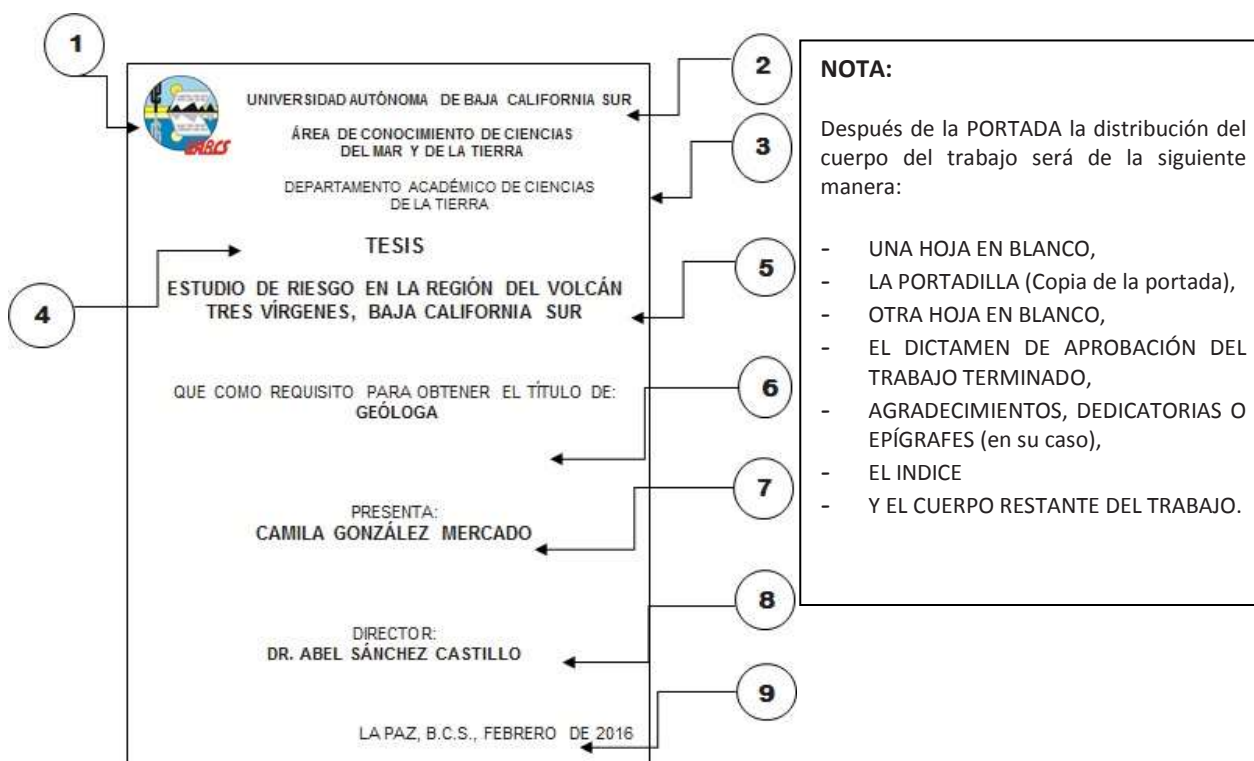 1
2
3
4
5
6
7
8
9
UABCS
UNIVERSIDAD AUTÓNOMA DE BAJA CALIFORNIA SUR
ÁREA DE CONOCIMIENTO DE CIENCIAS
DEL MAR Y DE LA TIERRA
DEPARTAMENTO ACADÉMICO DE CIENCIAS
DE LA TIERRA
TESIS
ESTUDIO DE RIESGO EN LA REGIÓN DEL VOLCÁN
TRES VÍRGENES, BAJA CALIFORNIA SUR
QUE COMO REQUISITO PARA OBTENER EL TÍTULO DE:
GEÓLOGA
PRESENTA:
CAMILA GONZÁLEZ MERCADO
DIRECTOR:
DR. ABEL SÁNCHEZ CASTILLO
LA PAZ, B.C.S., FEBRERO DE 2016
NOTA:
Después de la PORTADA la distribución del
cuerpo del trabajo será de la siguiente
manera:
- UNA HOJA EN BLANCO,
- LA PORTADILLA (Copia de la portada),
- OTRA HOJA EN BLANCO,
- EL DICTAMEN DE APROBACIÓN DEL
TRABAJO TERMINADO,
- AGRADECIMIENTOS, DEDICATORIAS O
EPÍGRAFES (en su caso),
- EL INDICE
- Y EL CUERPO RESTANTE DEL TRABAJO.